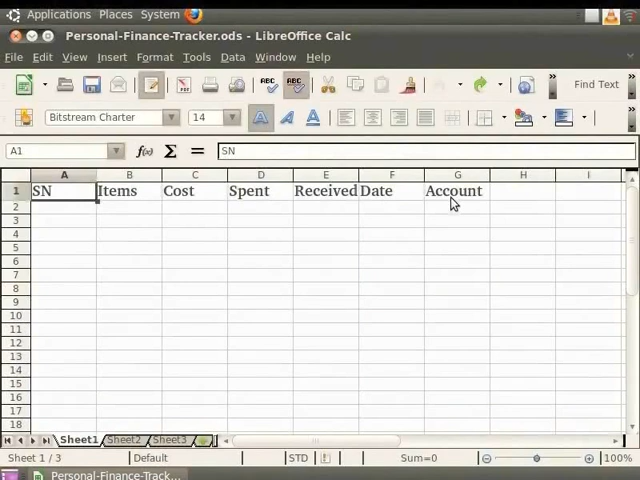 Applications Places System
Personal-Finance-Tracker.ods - LibreOffice Calc
File Edit View Insert Format Tools Data Window Help
ABC ABC Find Text
Bitstream Charter 14 A A A
A1 f(x) Σ = SN
A B C D E F G H I
1 SN Items Cost Spent Received Date Account
2
3
4
5
6
7
8
9
10
11
12
13
14
15
16
17
18
Sheet1 Sheet2 Sheet3
Sheet 1 / 3 Default STD Sum=0 100%
Personal-Finance-Track...